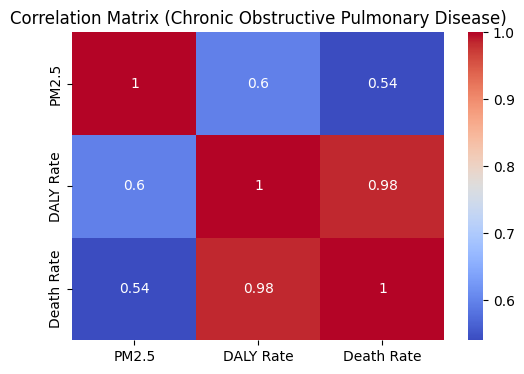 Correlation Matrix (Chronic Obstructive Pulmonary Disease)
PM2.5
1
0.6
0.54
DALY Rate
0.6
1
0.98
Death Rate
0.54
0.98
1
PM2.5
DALY Rate
Death Rate
1.0
0.9
0.8
0.7
0.6